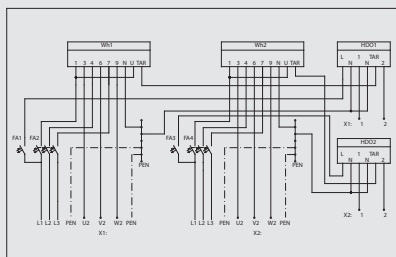 Wh1 Wh2 HDO1
1 3 4 6 7 9 N U TAR 1 3 4 6 7 9 N U TAR L 1 TAR
N N 2
FA1 FA2 FA3 FA4 X1: 1 2
HDO2
L 1 TAR
PEN PEN N N 2
L1 L2 L3 PEN U2 V2 W2 PEN L1 L2 L3 PEN U2 V2 W2 PEN X2: 1 2
X1: X2: